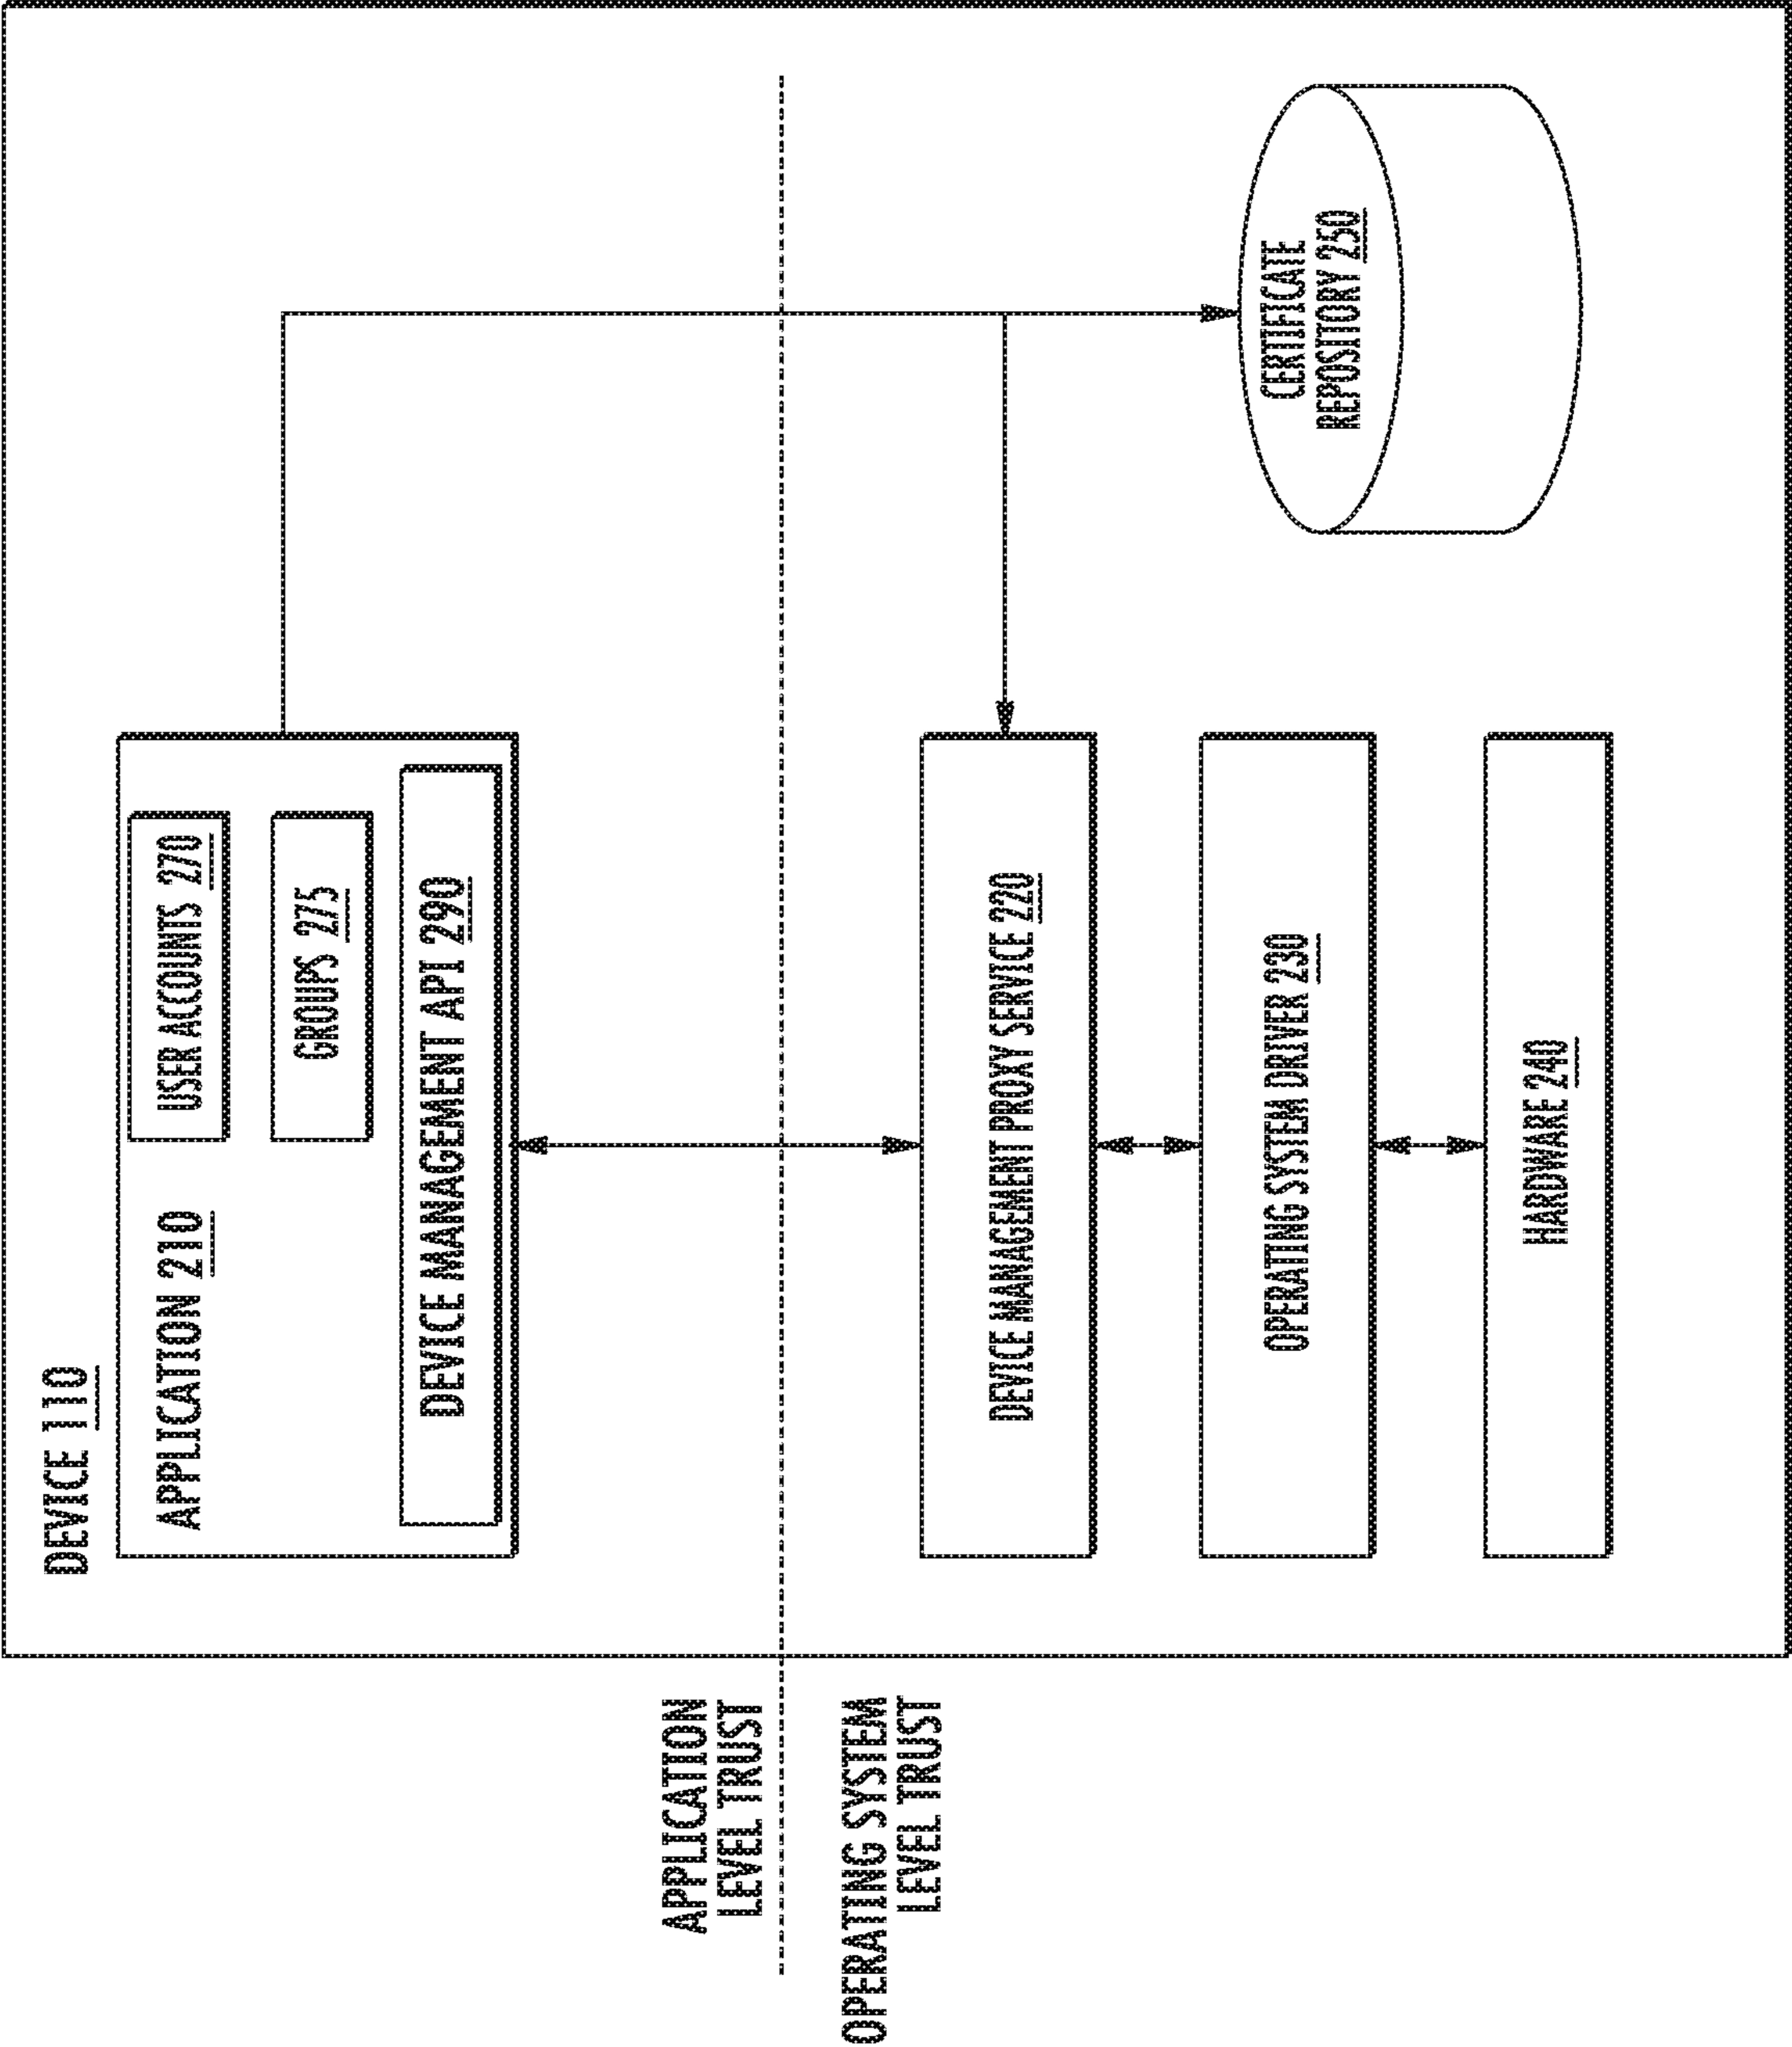 DEVICE 110
APPLICATION 210
USER ACCOUNTS 270
GROUPS 275
DEVICE MANAGEMENT API 290
APPLICATION
LEVEL TRUST
OPERATING SYSTEM
LEVEL TRUST
DEVICE MANAGEMENT PROXY SERVICE 220
OPERATING SYSTEM DRIVER 230
HARDWARE 240
CERTIFICATE
REPOSITORY 250